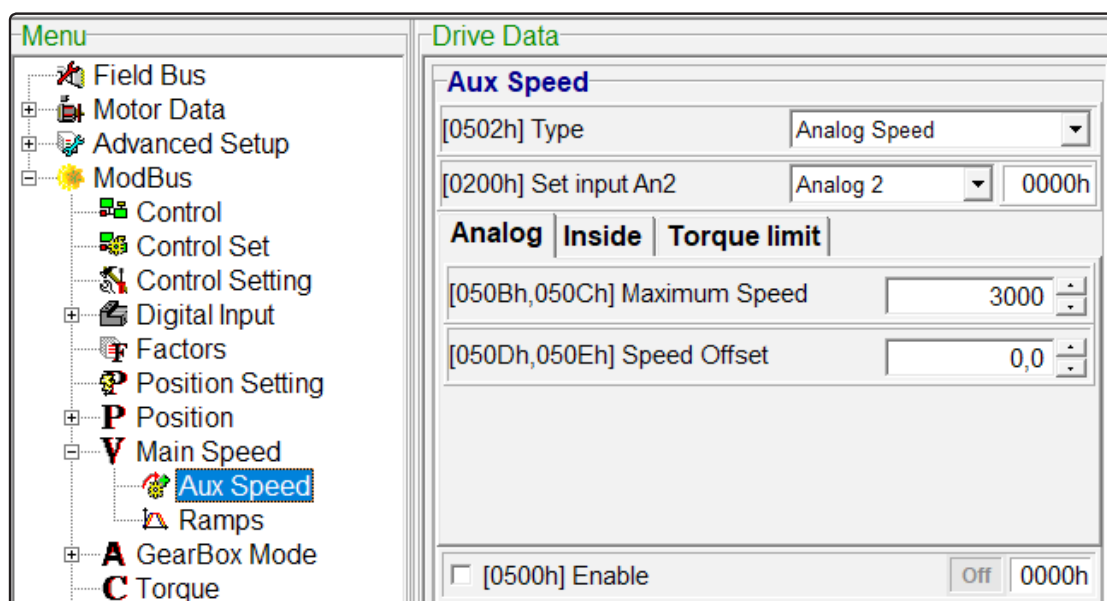 Menu
Field Bus
Motor Data
Advanced Setup
ModBus
Control
Control Set
Control Setting
Digital Input
Factors
Position Setting
P Position
V Main Speed
Aux Speed
Ramps
A GearBox Mode
C Torque
Drive Data
Aux Speed
[0502h] Type Analog Speed
[0200h] Set input An2 Analog 2 0000h
Analog Inside Torque limit
[050Bh,050Ch] Maximum Speed 3000
[050Dh,050Eh] Speed Offset 0,0
[0500h] Enable Off 0000h